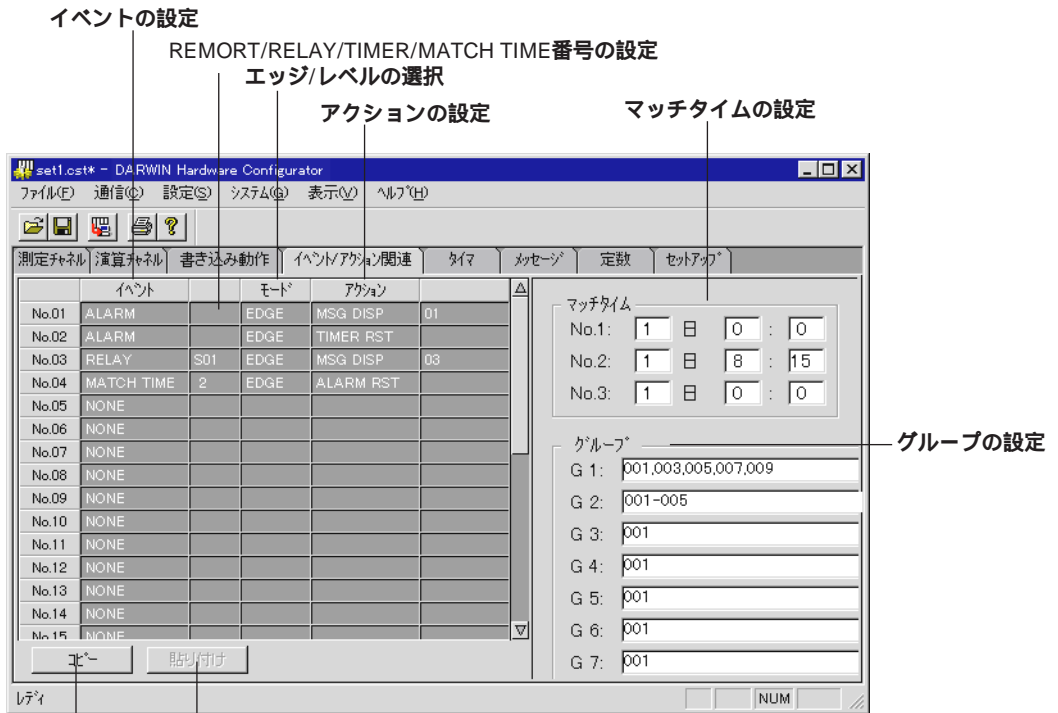 イベントの設定
REMORT/RELAY/TIMER/MATCH TIME番号の設定
エッジ/レベルの選択
アクションの設定
マッチタイムの設定
set1.cst* - DARWIN Hardware Configurator
ファイル(F) 通信(C) 設定(S) システム(G) 表示(V) ヘルプ(H)
測定チャネル 演算チャネル 書き込み動作 イベント/アクション関連 タイマ メッセージ 定数 セットアップ
イベント モード アクション
No.01 ALARM EDGE MSG DISP 01
No.02 ALARM EDGE TIMER RST
No.03 RELAY S01 EDGE MSG DISP 03
No.04 MATCH TIME 2 EDGE ALARM RST
No.05 NONE
No.06 NONE
No.07 NONE
No.08 NONE
No.09 NONE
No.10 NONE
No.11 NONE
No.12 NONE
No.13 NONE
No.14 NONE
No.15 NONE
コピー 貼り付け
マッチタイム
No.1: 1 日 0 : 0
No.2: 1 日 8 : 15
No.3: 1 日 0 : 0
グループ
G 1: 001,003,005,007,009
G 2: 001-005
G 3: 001
G 4: 001
G 5: 001
G 6: 001
G 7: 001
グループの設定
レディ NUM